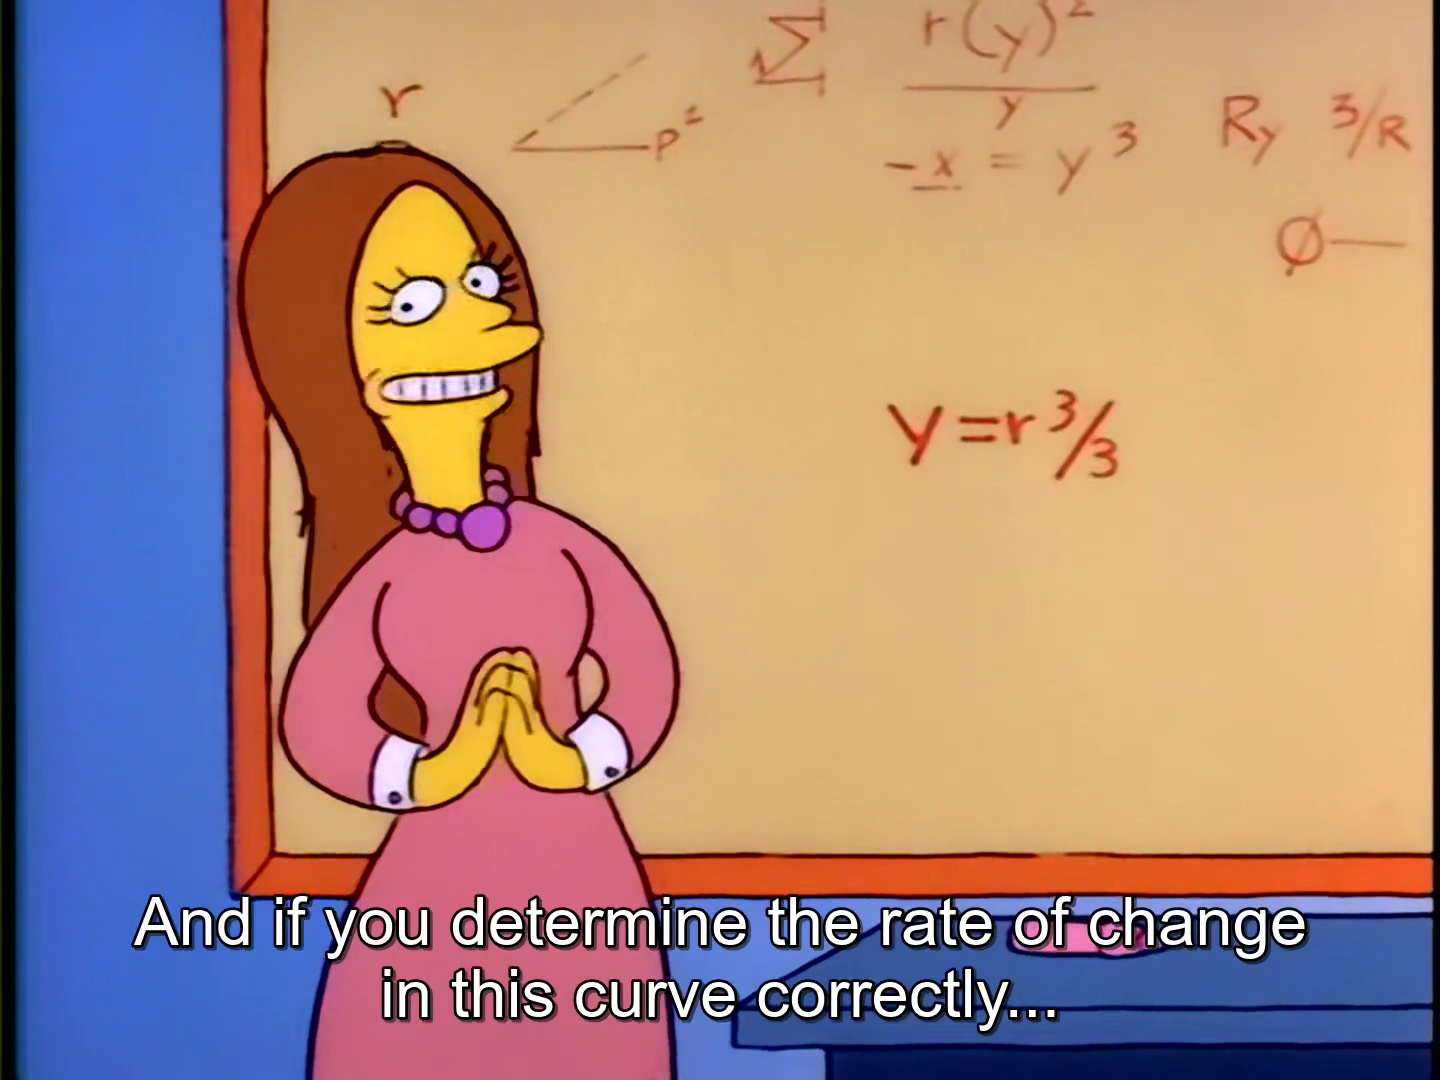 r
P²
Σ r(y)²
y
-x = y³
Ry 3/R
Ø—
y=r³/3
And if you determine the rate of change
in this curve correctly...